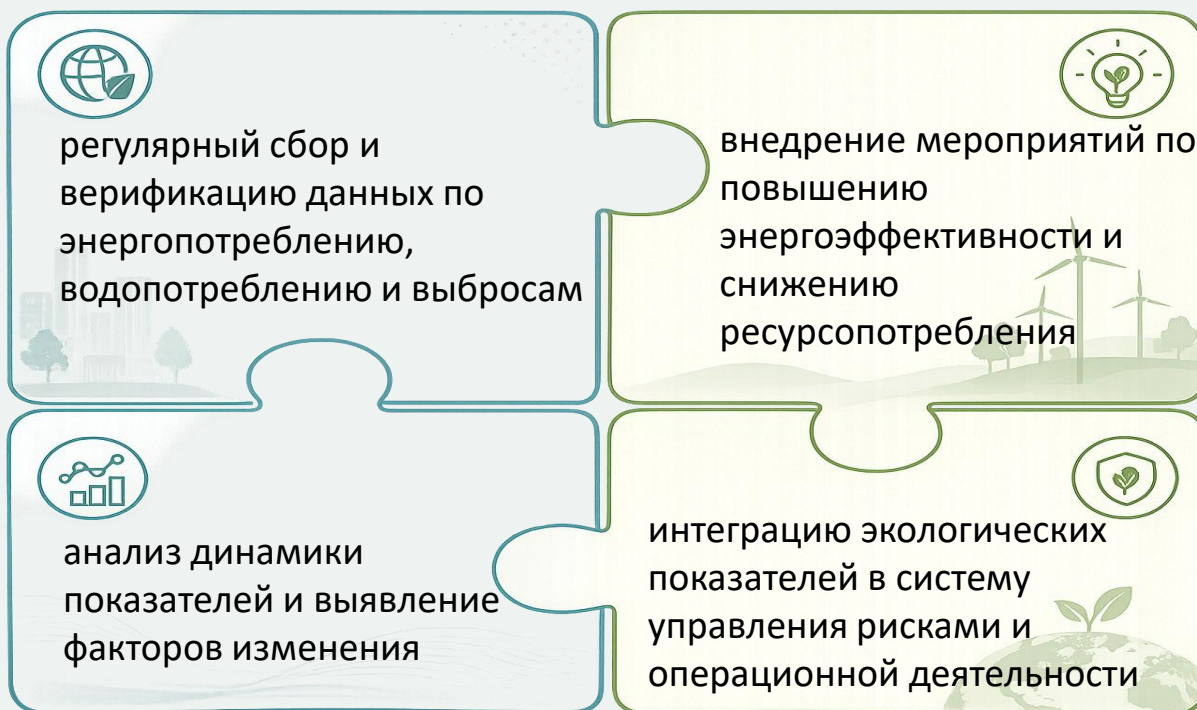 регулярный сбор и
верификацию данных по
энергопотреблению,
водопотреблению и выбросам
внедрение мероприятий по
повышению
энергоэффективности и
снижению
ресурсопотребления
анализ динамики
показателей и выявление
факторов изменения
интеграцию экологических
показателей в систему
управления рисками и
операционной деятельности